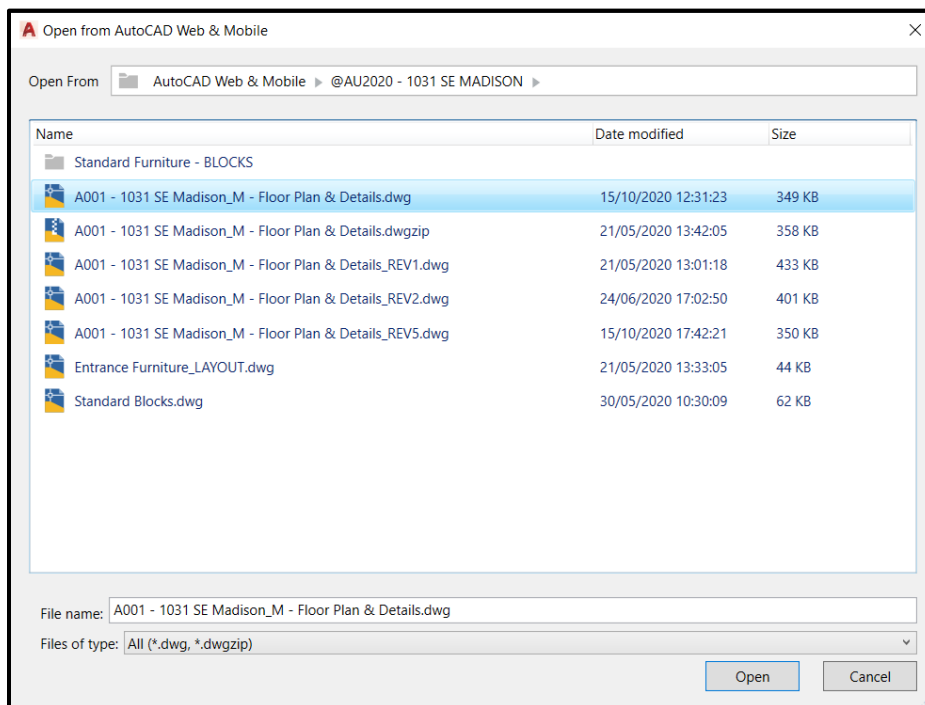 Open from AutoCAD Web & Mobile
Open From AutoCAD Web & Mobile @AU2020 - 1031 SE MADISON
Name Date modified Size
Standard Furniture - BLOCKS
A001 - 1031 SE Madison_M - Floor Plan & Details.dwg 15/10/2020 12:31:23 349 KB
A001 - 1031 SE Madison_M - Floor Plan & Details.dwgzip 21/05/2020 13:42:05 358 KB
A001 - 1031 SE Madison_M - Floor Plan & Details_REV1.dwg 21/05/2020 13:01:18 433 KB
A001 - 1031 SE Madison_M - Floor Plan & Details_REV2.dwg 24/06/2020 17:02:50 401 KB
A001 - 1031 SE Madison_M - Floor Plan & Details_REV5.dwg 15/10/2020 17:42:21 350 KB
Entrance Furniture_LAYOUT.dwg 21/05/2020 13:33:05 44 KB
Standard Blocks.dwg 30/05/2020 10:30:09 62 KB
File name: A001 - 1031 SE Madison_M - Floor Plan & Details.dwg
Files of type: All (*.dwg, *.dwgzip)
Open Cancel